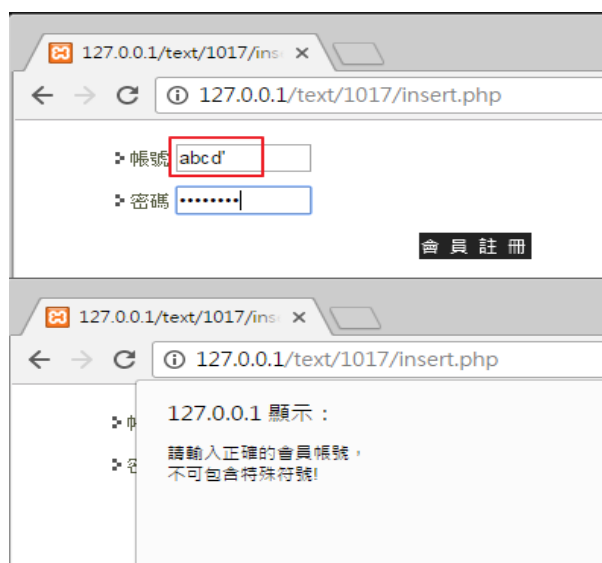 127.0.0.1/text/1017/ins
127.0.0.1/text/1017/insert.php
帳號 abcd'
密碼 ••••••••
會員註冊
127.0.0.1/text/1017/ins
127.0.0.1/text/1017/insert.php
127.0.0.1 顯示：
請輸入正確的會員帳號，
不可包含特殊符號!